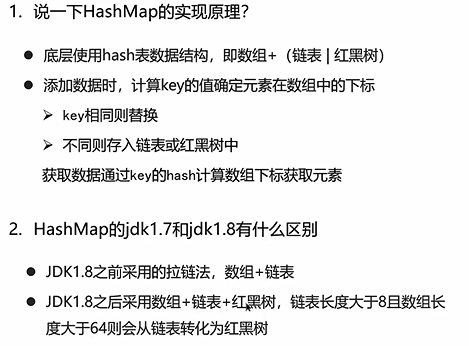 1. 说一下HashMap的实现原理?
● 底层使用hash表数据结构，即数组+（链表 | 红黑树）
● 添加数据时，计算key的值确定元素在数组中的下标
➢ key相同则替换
➢ 不同则存入链表或红黑树中
获取数据通过key的hash计算数组下标获取元素
2. HashMap的jdk1.7和jdk1.8有什么区别
● JDK1.8之前采用的拉链法，数组+链表
● JDK1.8之后采用数组+链表+红黑树，链表长度大于8且数组长
度大于64则会从链表转化为红黑树